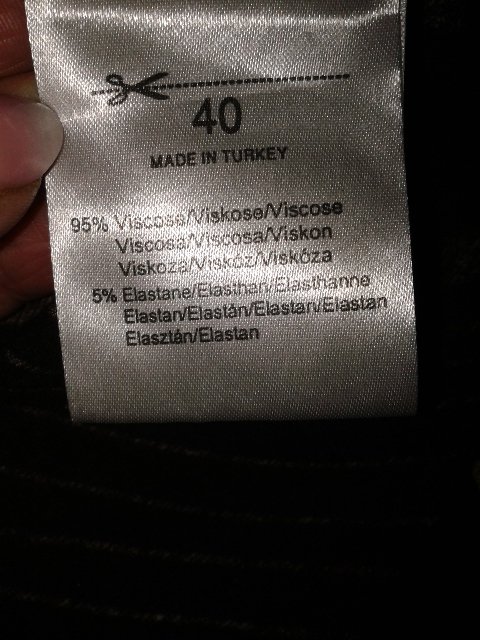 40
MADE IN TURKEY
95% Viscose/Viskose/Viscose
Viscosa/Viscosa/Viskon
Viskoza/Viskóz/Viskóza
5% Elastane/Elasthan/Elasthanne
Elastan/Elastán/Elastan/Elastan
Elasztán/Elastan